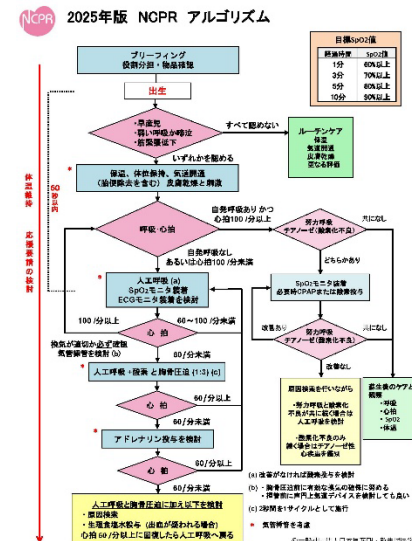 NCPR
2025年版 NCPR アルゴリズム
目標SpO2値
経過時間 SpO2値
1分 60%以上
3分 70%以上
5分 80%以上
10分 90%以上
ブリーフィング
役割分担・物品確認
出生
・早産児
・弱い呼吸か啼泣
・筋緊張低下
すべて認めない
ルーチンケア
保温
気道開通
皮膚乾燥
更なる評価
いずれかを認める
60秒以内
体温維持
応援要請の検討
* 保温、体位保持、気道開通
(胎便除去を含む) 皮膚乾燥と刺激
自発呼吸ありかつ
心拍100/分以上
呼吸・心拍
努力呼吸
チアノーゼ(酸素化不良)
共になし
自発呼吸なし
あるいは心拍100/分未満
どちらかあり
* 人工呼吸 (a)
SpO2モニタ装着
ECGモニタ装着を検討
SpO2モニタ装着
必要時CPAPまたは酸素投与
100/分以上
60～100/分未満
心拍
改善あり
共になし
努力呼吸
チアノーゼ(酸素化不良)
換気が適切か必ず確認
気管挿管を検討 (b)
60/分未満
改善なし
* 人工呼吸+酸素と胸骨圧迫 (1:3) (c)
60/分以上
心拍
60/分未満
原因検索を行いながら
・努力呼吸と酸素化
不良が共に続く場合は
人工呼吸を検討
・酸素化不良のみ
続く場合はチアノーゼ性
心疾患を鑑別
蘇生後のケアと
・呼吸
・心拍
・SpO2
・体温
* アドレナリン投与を検討
60/分以上
心拍
60/分未満
人工呼吸と胸骨圧迫に加え以下を検討
・原因検索
・生理食塩水投与 (出血が疑われる場合)
心拍60/分以上に回復したら人工呼吸へ戻る
(a) 改善がなければ酸素投与を検討
(b) ・胸骨圧迫前に有効な換気の確保に努める
・挿管前に声門上気道デバイスを検討しても良い
(c) 2秒間を1サイクルとして施行
* 気管挿管を考慮